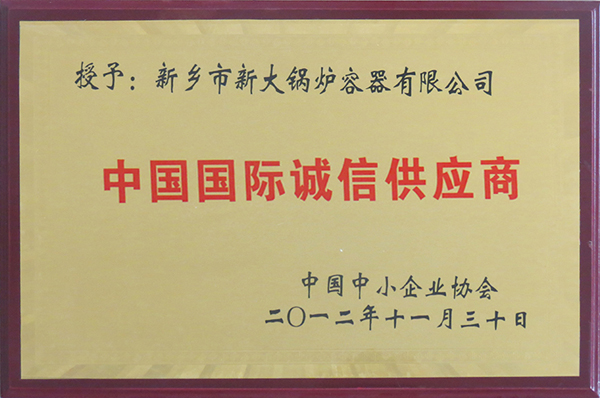 授予：新乡市新大锅炉容器有限公司
中国国际诚信供应商
中国中小企业协会
二〇一二年十一月三十日